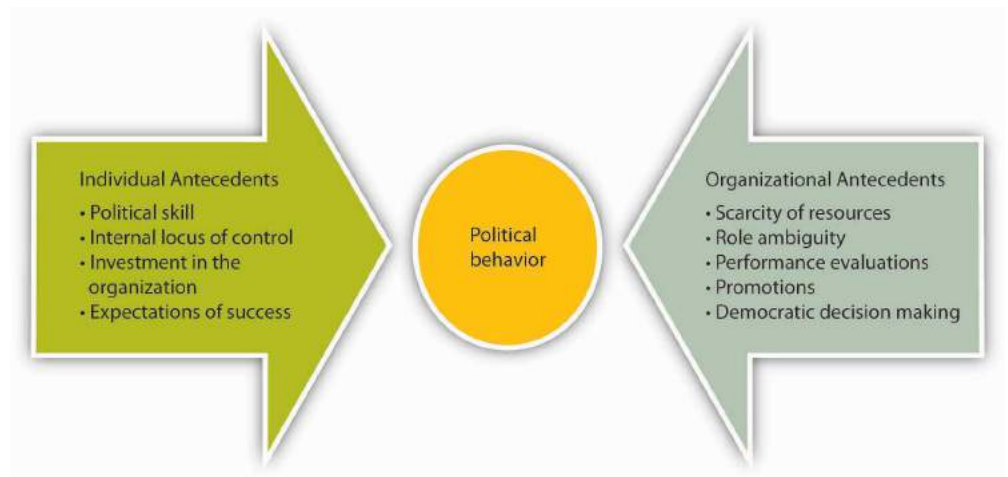 Individual Antecedents
• Political skill
• Internal locus of control
• Investment in the
organization
• Expectations of success
Political
behavior
Organizational Antecedents
• Scarcity of resources
• Role ambiguity
• Performance evaluations
• Promotions
• Democratic decision making